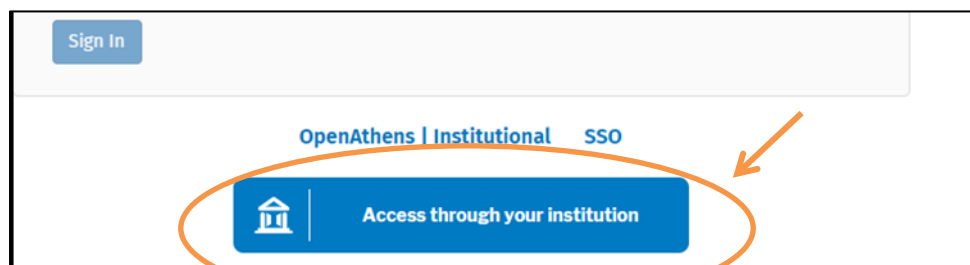 Sign In
OpenAthens | Institutional SSO
Access through your institution